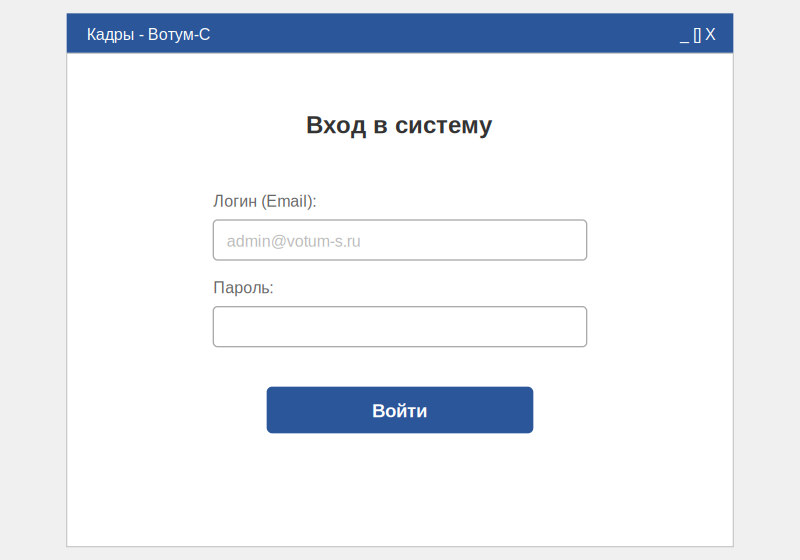 Кадры - Вотум-С _ [] X
Вход в систему
Логин (Email):
admin@votum-s.ru
Пароль:
Войти